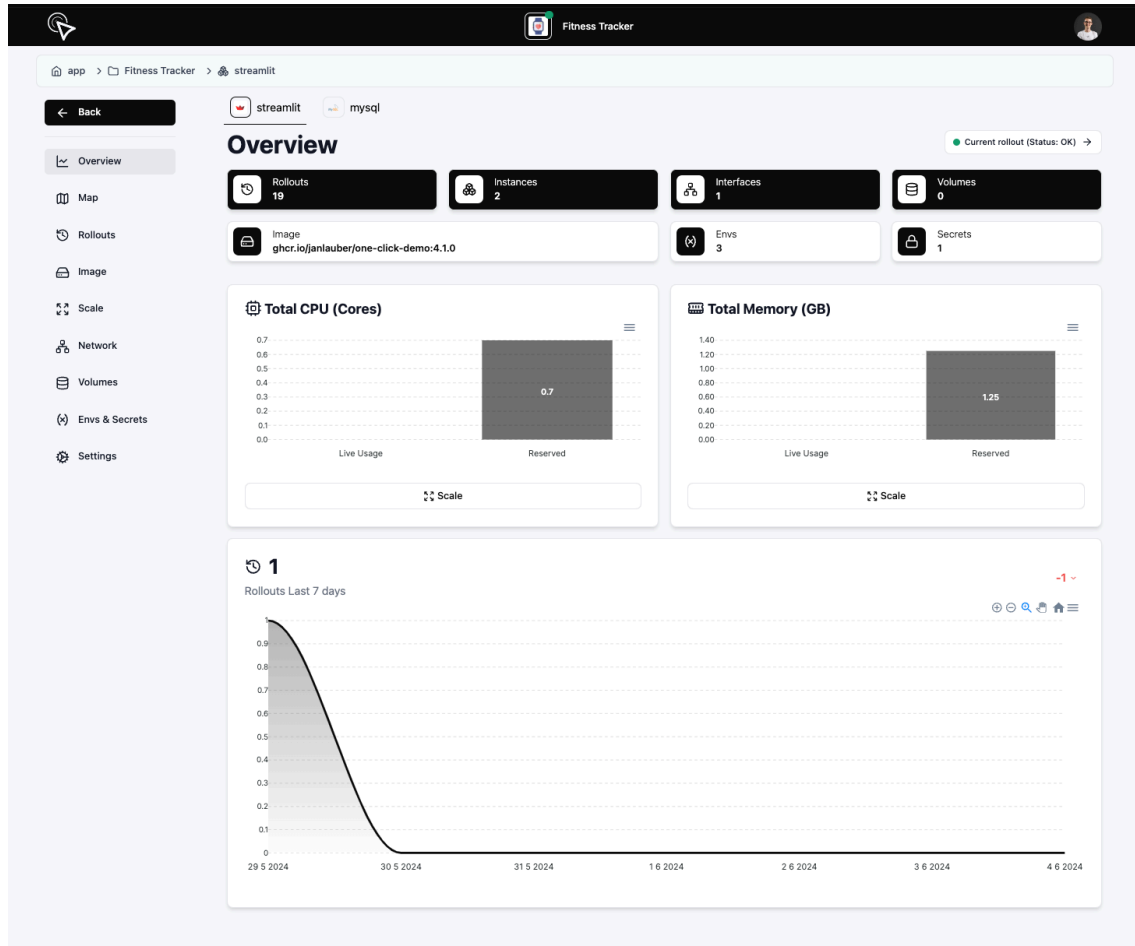 Fitness Tracker
app > Fitness Tracker > streamlit
Back
Overview
Map
Rollouts
Image
Scale
Network
Volumes
Envs & Secrets
Settings
streamlit
mysql
Overview
Current rollout (Status: OK) →
Rollouts
19
Instances
2
Interfaces
1
Volumes
0
Image
ghcr.io/janlauber/one-click-demo:4.1.0
Envs
3
Secrets
1
Total CPU (Cores)
0.7
0.6
0.5
0.4
0.3
0.2
0.1
0.0
0.7
Live Usage
Reserved
Scale
Total Memory (GB)
1.40
1.20
1.00
0.80
0.60
0.40
0.20
0.00
1.25
Live Usage
Reserved
Scale
1
Rollouts Last 7 days
-1
1
0.9
0.8
0.7
0.6
0.5
0.4
0.3
0.2
0.1
0
29 5 2024
30 5 2024
31 5 2024
1 6 2024
2 6 2024
3 6 2024
4 6 2024